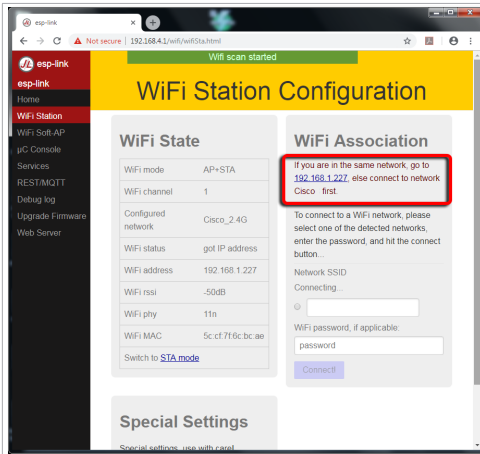 esp-link
Not secure | 192.168.4.1/wifi/wifiSta.html
esp-link
esp-link
Home
WiFi Station
WiFi Soft-AP
µC Console
Services
REST/MQTT
Debug log
Upgrade Firmware
Web Server
Wifi scan started
WiFi Station Configuration
WiFi State
WiFi mode AP+STA
WiFi channel 1
Configured
network Cisco_2.4G
WiFi status got IP address
WiFi address 192.168.1.227
WiFi rssi -50dB
WiFi phy 11n
WiFi MAC 5c:cf:7f:6c:bc:ae
Switch to STA mode
WiFi Association
If you are in the same network, go to
192.168.1.227, else connect to network
Cisco first.
To connect to a WiFi network, please
select one of the detected networks,
enter the password, and hit the connect
button...
Network SSID
Connecting...
WiFi password, if applicable:
password
Connect!
Special Settings
Special settings, use with care!